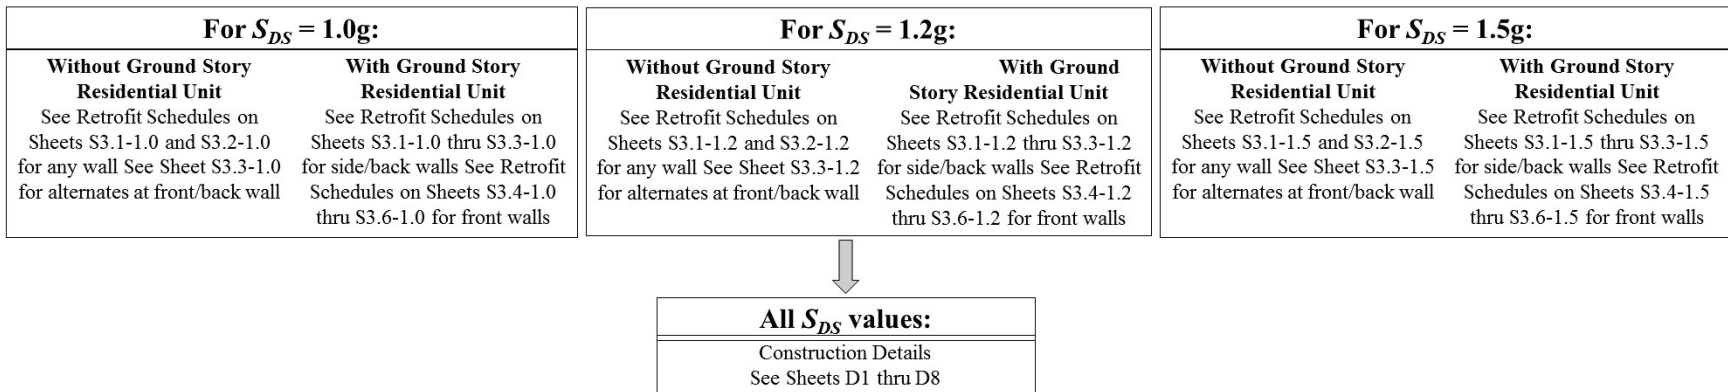 For S_DS = 1.0g:
Without Ground Story
Residential Unit
See Retrofit Schedules on
Sheets S3.1-1.0 and S3.2-1.0
for any wall See Sheet S3.3-1.0
for alternates at front/back wall
With Ground Story
Residential Unit
See Retrofit Schedules on
Sheets S3.1-1.0 thru S3.3-1.0
for side/back walls See Retrofit
Schedules on Sheets S3.4-1.0
thru S3.6-1.0 for front walls
For S_DS = 1.2g:
Without Ground Story
Residential Unit
See Retrofit Schedules on
Sheets S3.1-1.2 and S3.2-1.2
for any wall See Sheet S3.3-1.2
for alternates at front/back wall
With Ground
Story Residential Unit
See Retrofit Schedules on
Sheets S3.1-1.2 thru S3.3-1.2
for side/back walls See Retrofit
Schedules on Sheets S3.4-1.2
thru S3.6-1.2 for front walls
For S_DS = 1.5g:
Without Ground Story
Residential Unit
See Retrofit Schedules on
Sheets S3.1-1.5 and S3.2-1.5
for any wall See Sheet S3.3-1.5
for alternates at front/back wall
With Ground Story
Residential Unit
See Retrofit Schedules on
Sheets S3.1-1.5 thru S3.3-1.5
for side/back walls See Retrofit
Schedules on Sheets S3.4-1.5
thru S3.6-1.5 for front walls
All S_DS values:
Construction Details
See Sheets D1 thru D8